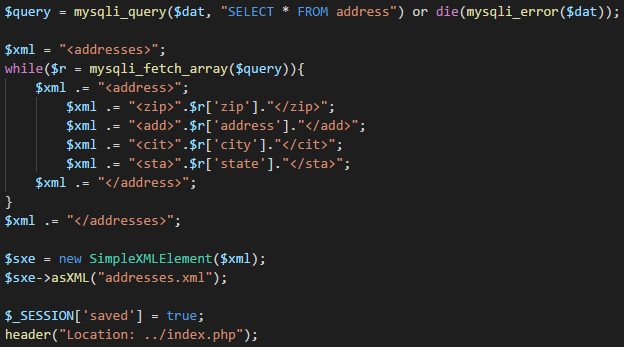 $query = mysqli_query($dat, "SELECT * FROM address") or die(mysqli_error($dat));
$xml = "<addresses>";
while($r = mysqli_fetch_array($query)){
$xml .= "<address>";
$xml .= "<zip>".$r['zip']."</zip>";
$xml .= "<add>".$r['address']."</add>";
$xml .= "<cit>".$r['city']."</cit>";
$xml .= "<sta>".$r['state']."</sta>";
$xml .= "</address>";
}
$xml .= "</addresses>";
$sxe = new SimpleXMLElement($xml);
$sxe->asXML("addresses.xml");
$_SESSION['saved'] = true;
header("Location: ../index.php");